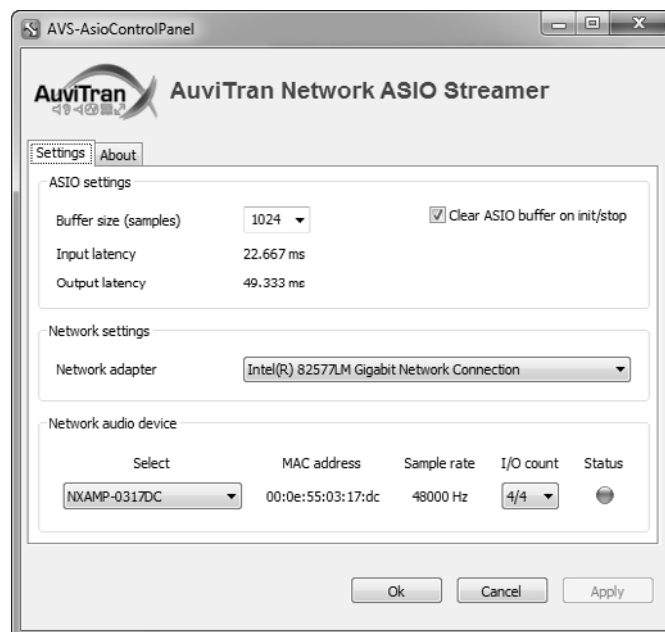 AVS-AsioControlPanel
AuviTran
AuviTran Network ASIO Streamer
Settings About
ASIO settings
Buffer size (samples) 1024 Clear ASIO buffer on init/stop
Input latency 22.667 ms
Output latency 49.333 ms
Network settings
Network adapter Intel(R) 82577LM Gigabit Network Connection
Network audio device
Select MAC address Sample rate I/O count Status
NXAMP-0317DC 00:0e:55:03:17:dc 48000 Hz 4/4
Ok Cancel Apply